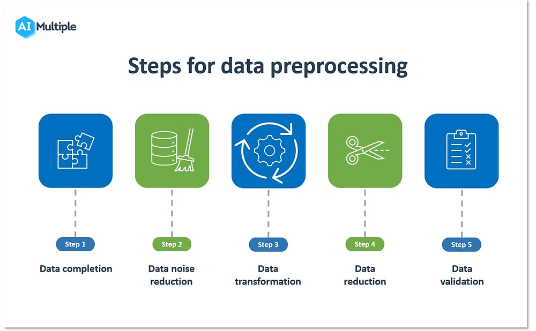 AI Multiple
Steps for data preprocessing
Step 1
Step 2
Step 3
Step 4
Step 5
Data completion
Data noise
reduction
Data
transformation
Data
reduction
Data
validation